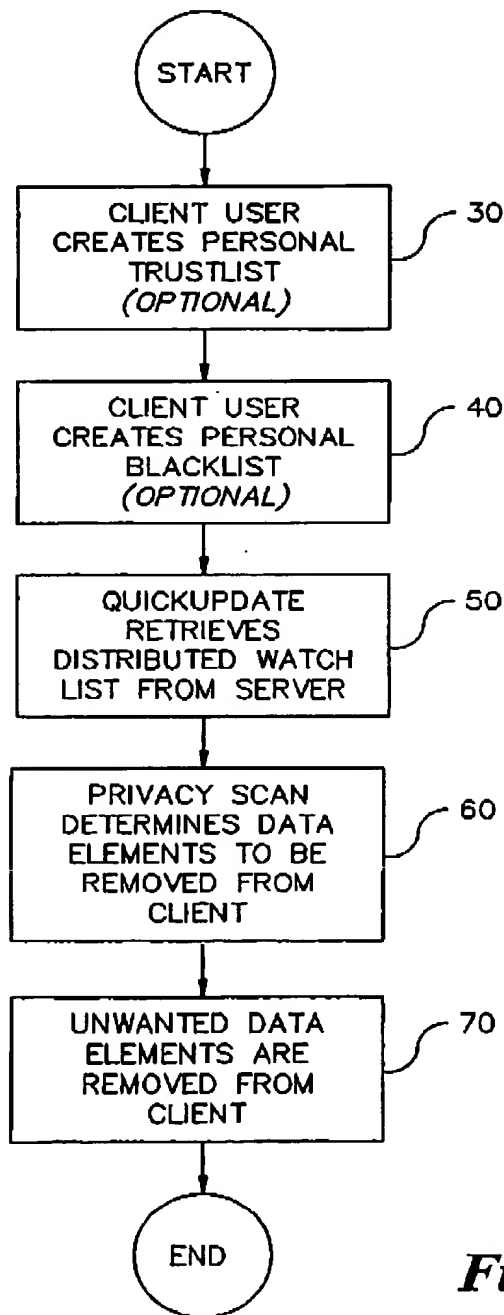 START
CLIENT USER
CREATES PERSONAL
TRUSTLIST
(OPTIONAL)
30
CLIENT USER
CREATES PERSONAL
BLACKLIST
(OPTIONAL)
40
QUICKUPDATE
RETRIEVES
DISTRIBUTED WATCH
LIST FROM SERVER
50
PRIVACY SCAN
DETERMINES DATA
ELEMENTS TO BE
REMOVED FROM
CLIENT
60
UNWANTED DATA
ELEMENTS ARE
REMOVED FROM
CLIENT
70
END